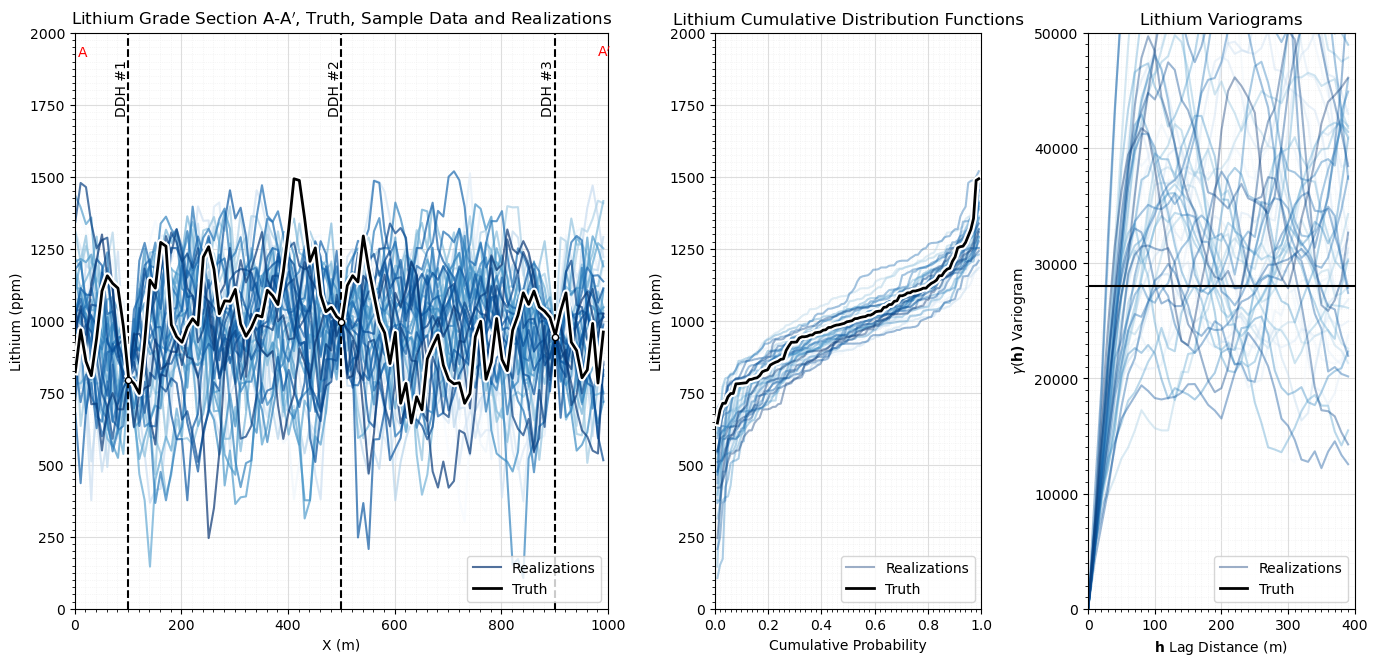 Lithium Grade Section A-A′, Truth, Sample Data and Realizations
Lithium Cumulative Distribution Functions
Lithium Variograms
2000
1750
1500
1250
1000
750
500
250
0
Lithium (ppm)
A
A
DDH #1
DDH #2
DDH #3
Realizations
Truth
0
200
400
600
800
1000
X (m)
2000
1750
1500
1250
1000
750
500
250
0
Lithium (ppm)
Realizations
Truth
0.0
0.2
0.4
0.6
0.8
1.0
Cumulative Probability
50000
40000
30000
20000
10000
0
γ(h) Variogram
Realizations
Truth
0
100
200
300
400
h Lag Distance (m)